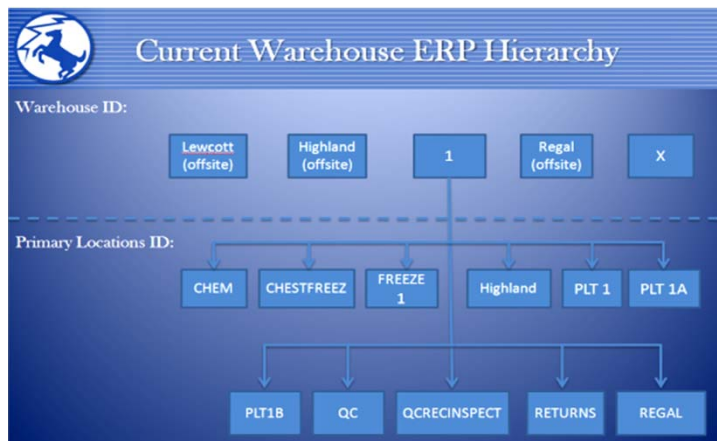 Current Warehouse ERP Hierarchy
Warehouse ID:
Lewcott
(offsite)
Highland
(offsite)
1
Regal
(offsite)
X
Primary Locations ID:
CHEM
CHESTFREEZ
FREEZE
1
Highland
PLT 1
PLT 1A
PLT1B
QC
QCRECINSPECT
RETURNS
REGAL